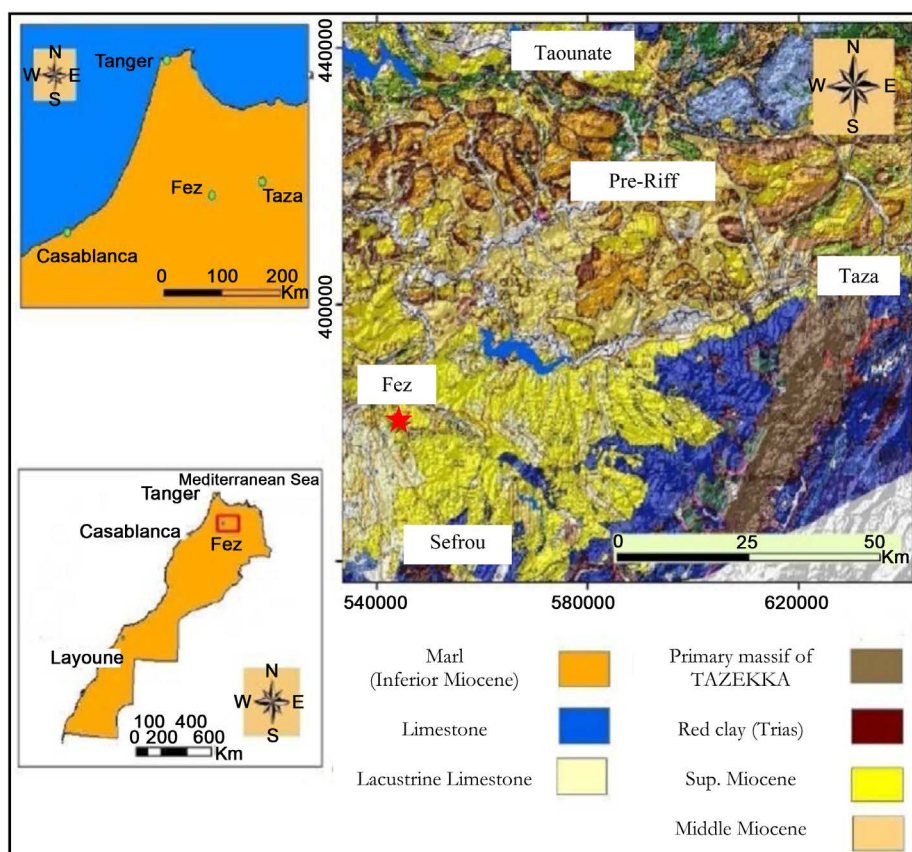 N
W E
S
Tanger
Fez
Taza
Casablanca
0 100 200
Km
440000
400000
Taounate
N
W E
S
Pre-Riff
Taza
Fez
Sefrou
0 25 50
Km
540000 580000 620000
Mediterranean Sea
Tanger
Casablanca
Fez
Layoune
N
W E
S
100 400
0 200 600
Km
Marl
(Inferior Miocene)
Limestone
Lacustrine Limestone
Primary massif of
TAZEKKA
Red clay (Trias)
Sup. Miocene
Middle Miocene